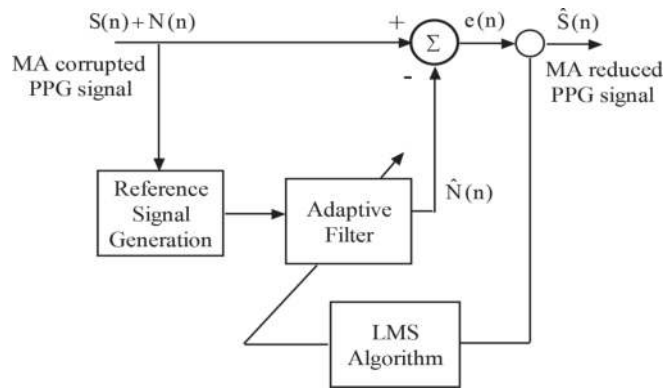 S(n)+N(n)
MA corrupted
PPG signal
+
Σ
-
e(n)
Ŝ(n)
MA reduced
PPG signal
Reference
Signal
Generation
Adaptive
Filter
N̂(n)
LMS
Algorithm